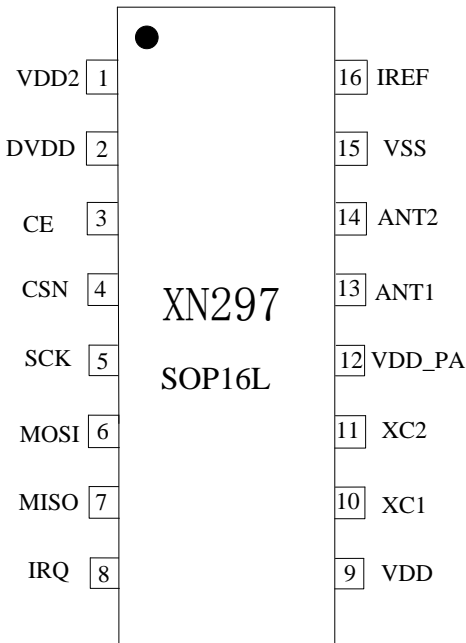 VDD2 1 16 IREF
DVDD 2 15 VSS
CE 3 14 ANT2
CSN 4 13 ANT1
XN297
SCK 5 12 VDD_PA
SOP16L
MOSI 6 11 XC2
MISO 7 10 XC1
IRQ 8 9 VDD